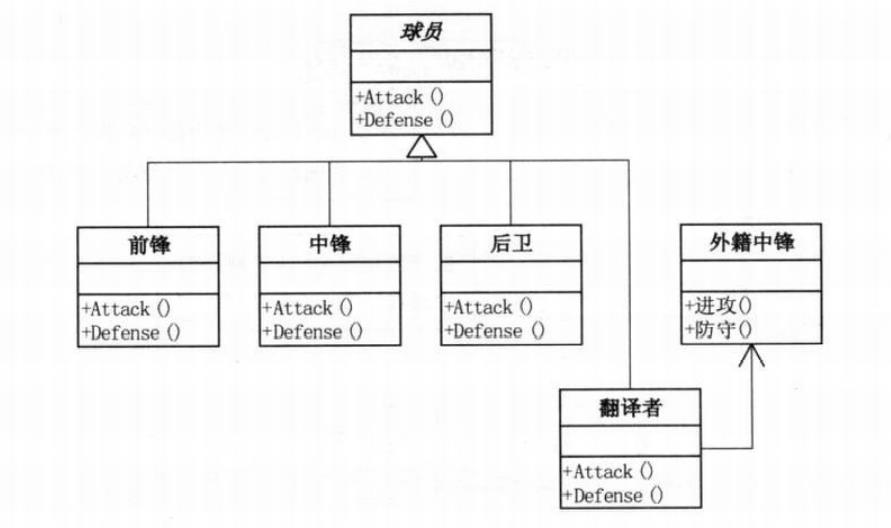 球员
+Attack()
+Defense()
前锋
+Attack()
+Defense()
中锋
+Attack()
+Defense()
后卫
+Attack()
+Defense()
外籍中锋
+进攻()
+防守()
翻译者
+Attack()
+Defense()